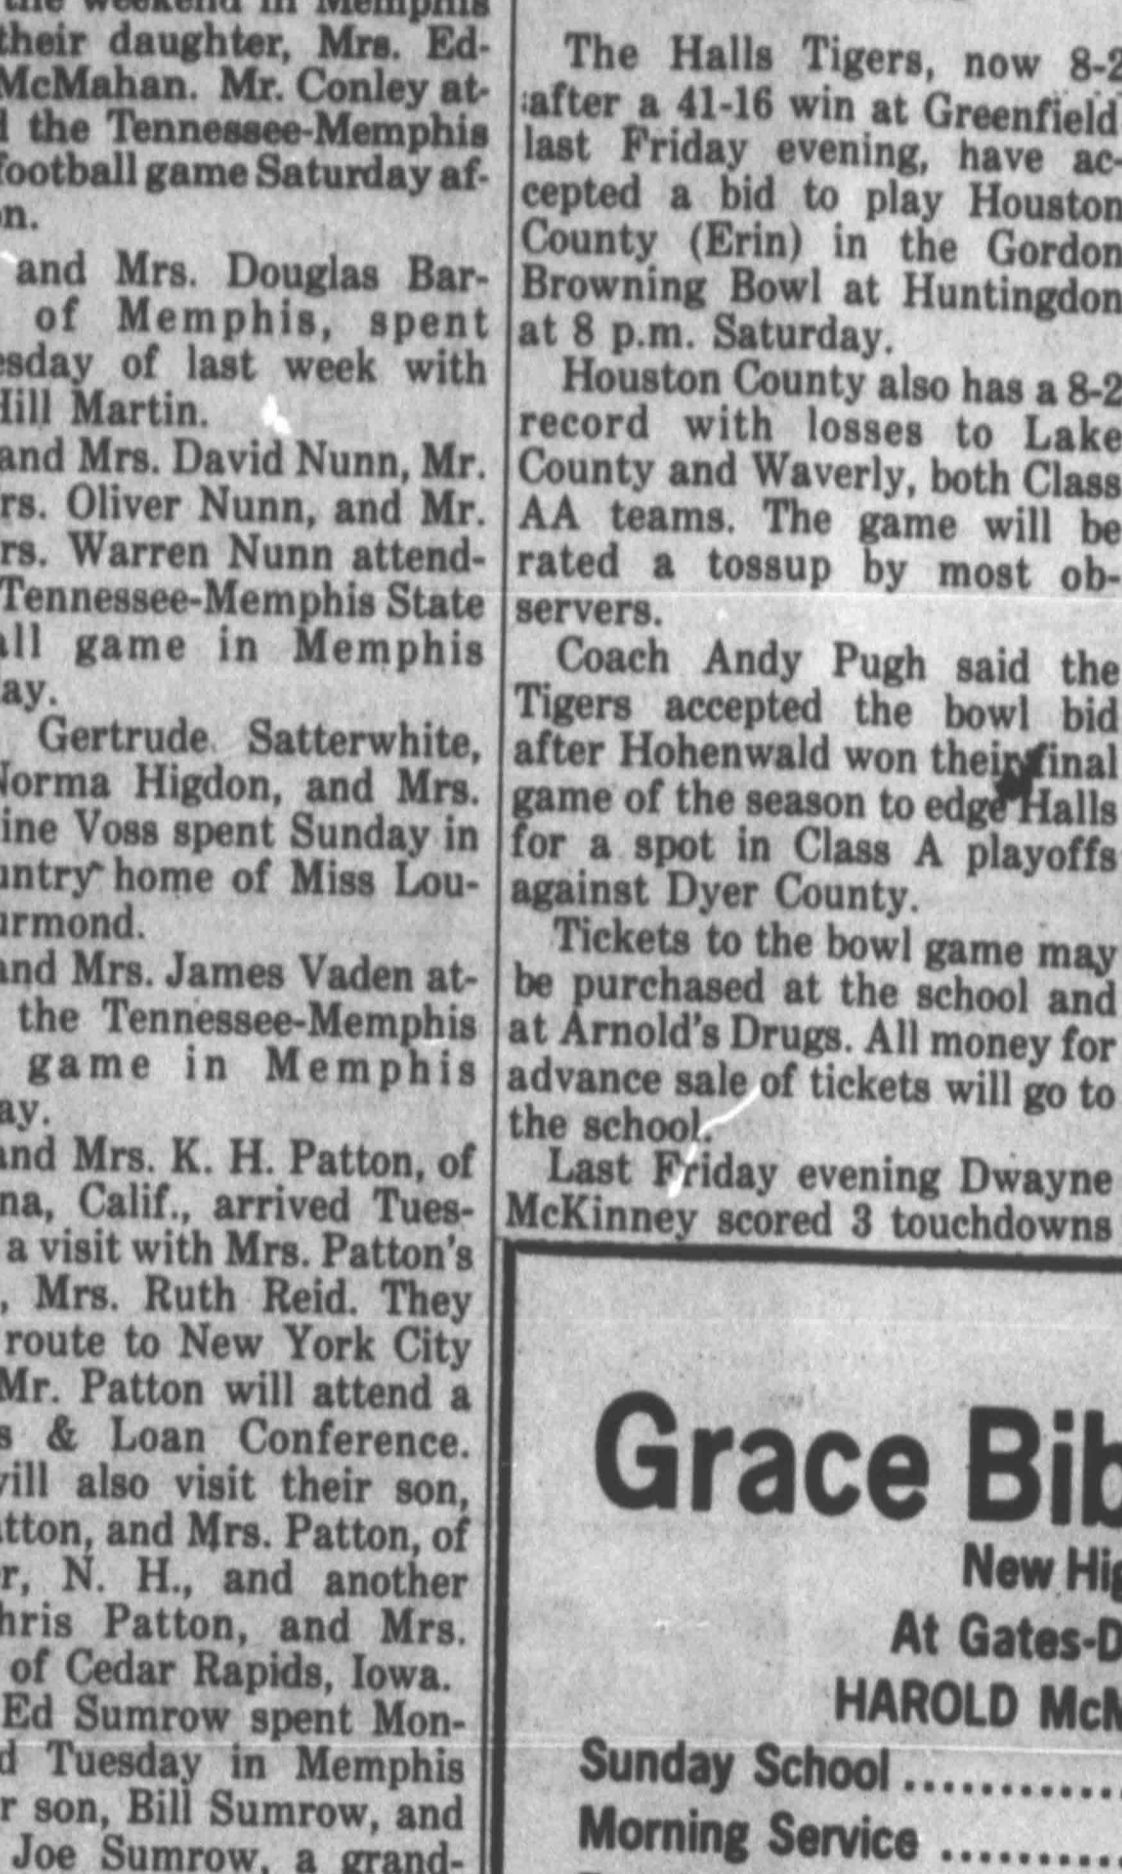 the weekend in Memphis
their daughter, Mrs. Ed-
McMahan. Mr. Conley at-
the Tennessee-Memphis
football game Saturday af-
on.
and Mrs. Douglas Bar-
of Memphis, spent
esday of last week with
Hill Martin.
and Mrs. David Nunn, Mr.
rs. Oliver Nunn, and Mr.
rs. Warren Nunn attend-
Tennessee-Memphis State
all game in Memphis
ay.
Gertrude Satterwhite,
Norma Higdon, and Mrs.
ine Voss spent Sunday in
untry home of Miss Lou-
urmond.
and Mrs. James Vaden at-
the Tennessee-Memphis
game in Memphis
ay.
and Mrs. K. H. Patton, of
na, Calif., arrived Tues-
a visit with Mrs. Patton's
, Mrs. Ruth Reid. They
route to New York City
Mr. Patton will attend a
s & Loan Conference.
will also visit their son,
atton, and Mrs. Patton, of
r, N. H., and another
hris Patton, and Mrs.
of Cedar Rapids, Iowa.
Ed Sumrow spent Mon-
d Tuesday in Memphis
r son, Bill Sumrow, and
Joe Sumrow, a grand-
The Halls Tigers, now 8-2
after a 41-16 win at Greenfield
last Friday evening, have ac-
cepted a bid to play Houston
County (Erin) in the Gordon
Browning Bowl at Huntingdon
at 8 p.m. Saturday.
Houston County also has a 8-2
record with losses to Lake
County and Waverly, both Class
AA teams. The game will be
rated a tossup by most ob-
servers.
Coach Andy Pugh said the
Tigers accepted the bowl bid
after Hohenwald won their final
game of the season to edge Halls
for a spot in Class A playoffs
against Dyer County.
Tickets to the bowl game may
be purchased at the school and
at Arnold's Drugs. All money for
advance sale of tickets will go to
the school.
Last Friday evening Dwayne
McKinney scored 3 touchdowns
Grace Bib
New Hig
At Gates-D
HAROLD McM
Sunday School ............
Morning Service ..........